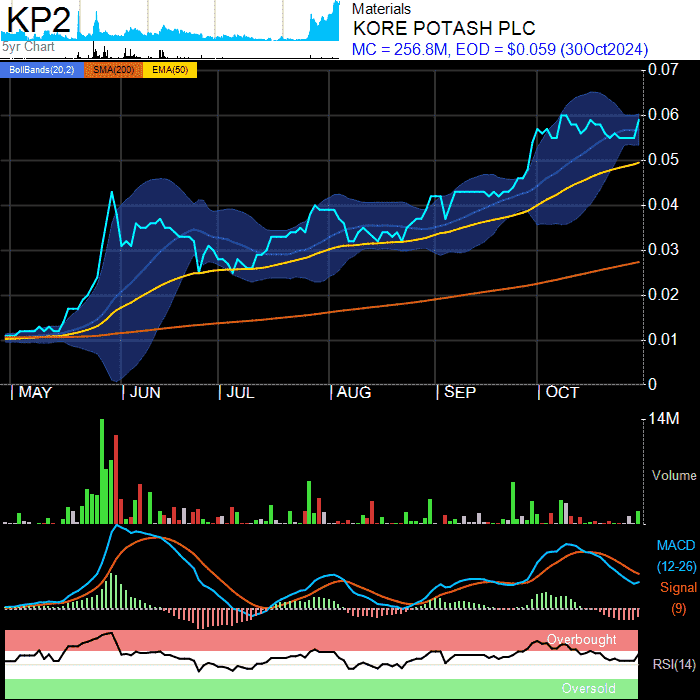 KP2
5yr Chart
Materials
KORE POTASH PLC
MC = 256.8M, EOD = $0.059 (30Oct2024)
BollBands(20,2) SMA(200) EMA(50)
0.07
0.06
0.05
0.04
0.03
0.02
0.01
0
MAY JUN JUL AUG SEP OCT
14M
Volume
MACD
(12-26)
Signal
(9)
Overbought
RSI(14)
Oversold